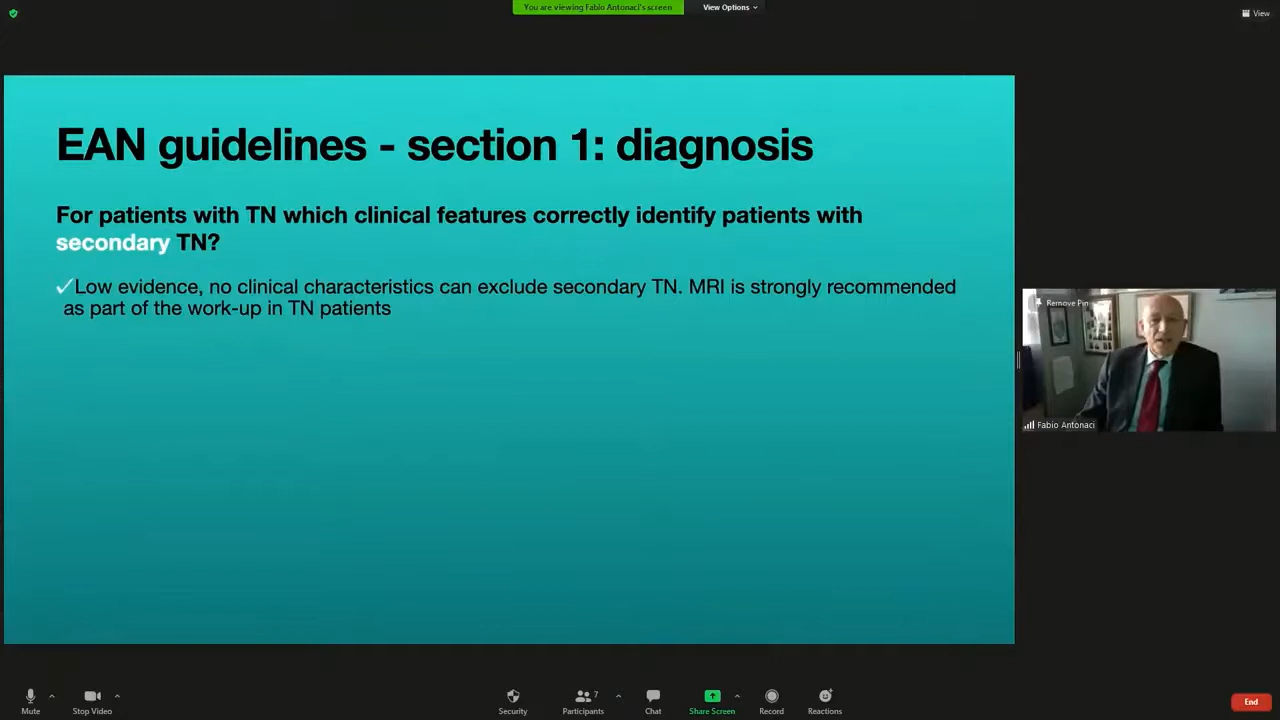 You are viewing Fabio Antonaci's screen
View Options
View
EAN guidelines - section 1: diagnosis
For patients with TN which clinical features correctly identify patients with
secondary TN?
✓Low evidence, no clinical characteristics can exclude secondary TN. MRI is strongly recommended
as part of the work-up in TN patients
Remove Pin
Fabio Antonaci
Mute
Stop Video
Security
Participants
7
Chat
Share Screen
Record
Reactions
End